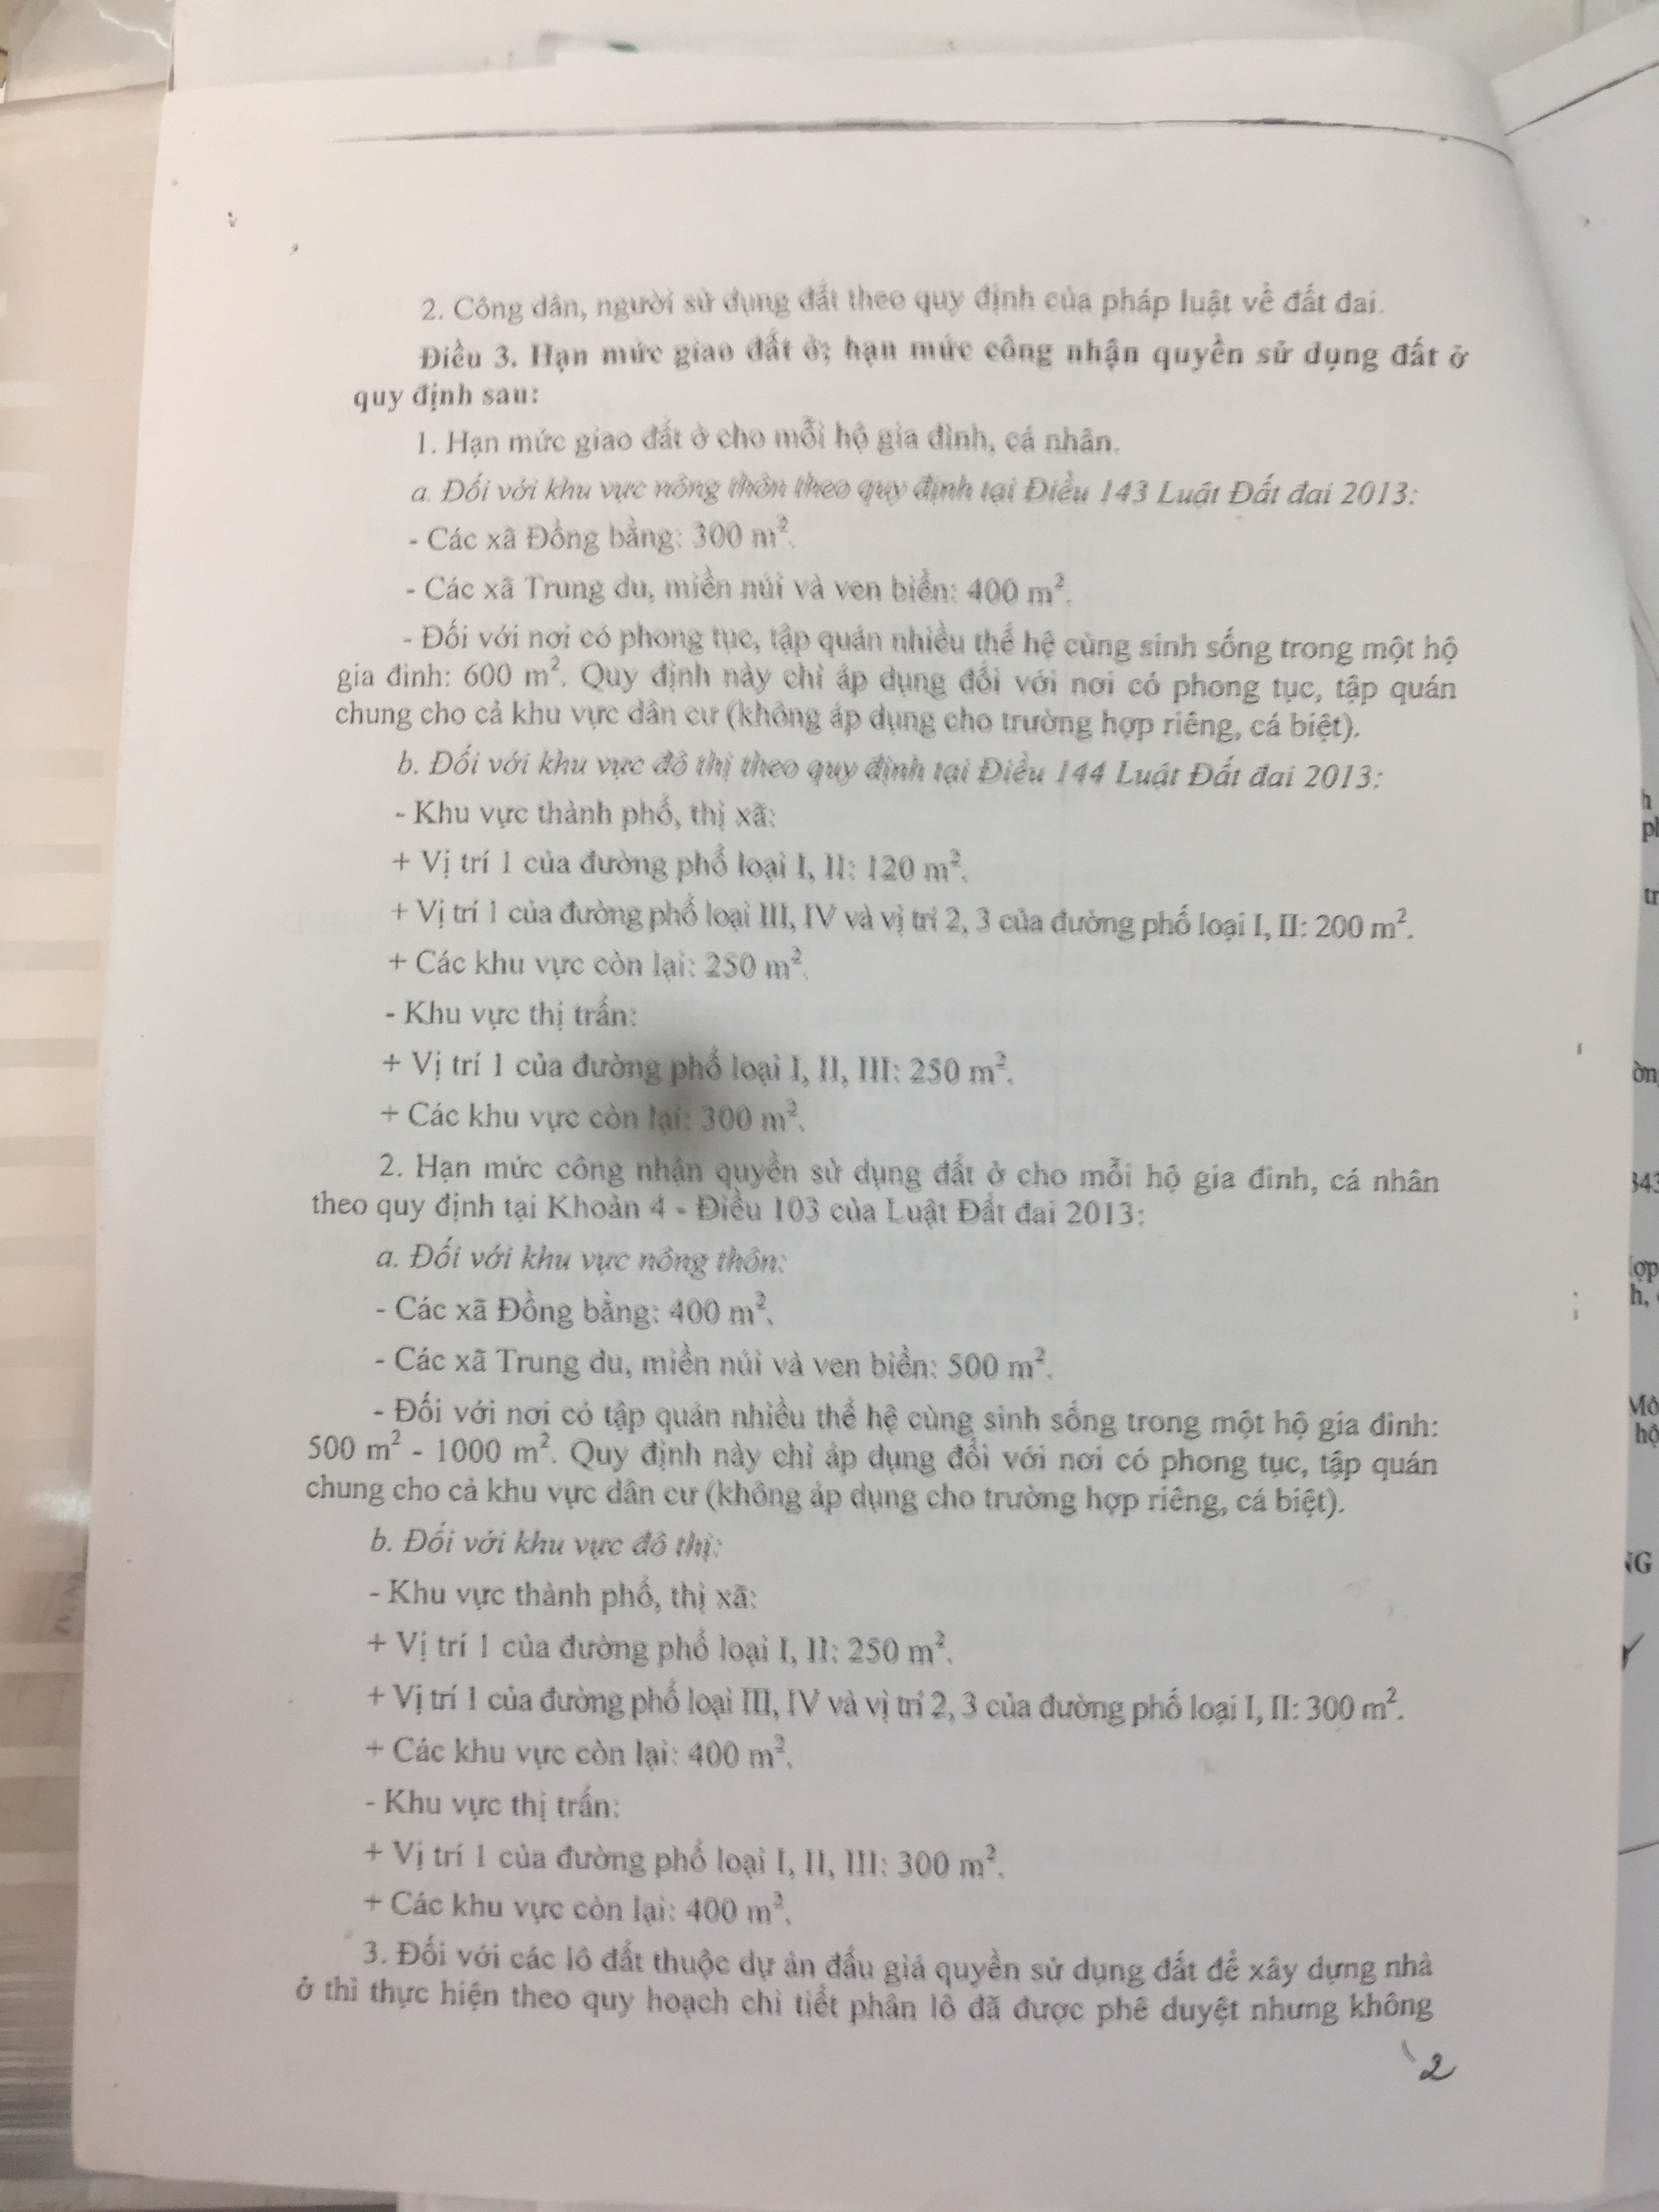 2. Công dân, người sử dụng đất theo quy định của pháp luật về đất đai.
Điều 3. Hạn mức giao đất ở; hạn mức công nhận quyền sử dụng đất ở
quy định sau:
1. Hạn mức giao đất ở cho mỗi hộ gia đình, cá nhân.
a. Đối với khu vực nông thôn theo quy định tại Điều 143 Luật Đất đai 2013:
- Các xã Đồng bằng: 300 m².
- Các xã Trung du, miền núi và ven biển: 400 m².
- Đối với nơi có phong tục, tập quán nhiều thế hệ cùng sinh sống trong một hộ
gia đình: 600 m². Quy định này chỉ áp dụng đối với nơi có phong tục, tập quán
chung cho cả khu vực dân cư (không áp dụng cho trường hợp riêng, cá biệt).
b. Đối với khu vực đô thị theo quy định tại Điều 144 Luật Đất đai 2013:
- Khu vực thành phố, thị xã:
+ Vị trí 1 của đường phố loại I, II: 120 m².
+ Vị trí 1 của đường phố loại III, IV và vị trí 2, 3 của đường phố loại I, II: 200 m².
+ Các khu vực còn lại: 250 m².
- Khu vực thị trấn:
+ Vị trí 1 của đường phố loại I, II, III: 250 m².
+ Các khu vực còn lại: 300 m².
2. Hạn mức công nhận quyền sử dụng đất ở cho mỗi hộ gia đình, cá nhân
theo quy định tại Khoản 4 - Điều 103 của Luật Đất đai 2013:
a. Đối với khu vực nông thôn:
- Các xã Đồng bằng: 400 m².
- Các xã Trung du, miền núi và ven biển: 500 m².
- Đối với nơi có tập quán nhiều thế hệ cùng sinh sống trong một hộ gia đình:
500 m² - 1000 m². Quy định này chỉ áp dụng đối với nơi có phong tục, tập quán
chung cho cả khu vực dân cư (không áp dụng cho trường hợp riêng, cá biệt).
b. Đối với khu vực đô thị:
- Khu vực thành phố, thị xã:
+ Vị trí 1 của đường phố loại I, II: 250 m².
+ Vị trí 1 của đường phố loại III, IV và vị trí 2, 3 của đường phố loại I, II: 300 m².
+ Các khu vực còn lại: 400 m².
- Khu vực thị trấn:
+ Vị trí 1 của đường phố loại I, II, III: 300 m².
+ Các khu vực còn lại: 400 m².
3. Đối với các lô đất thuộc dự án đấu giá quyền sử dụng đất để xây dựng nhà
ở thì thực hiện theo quy hoạch chi tiết phân lô đã được phê duyệt nhưng không
2